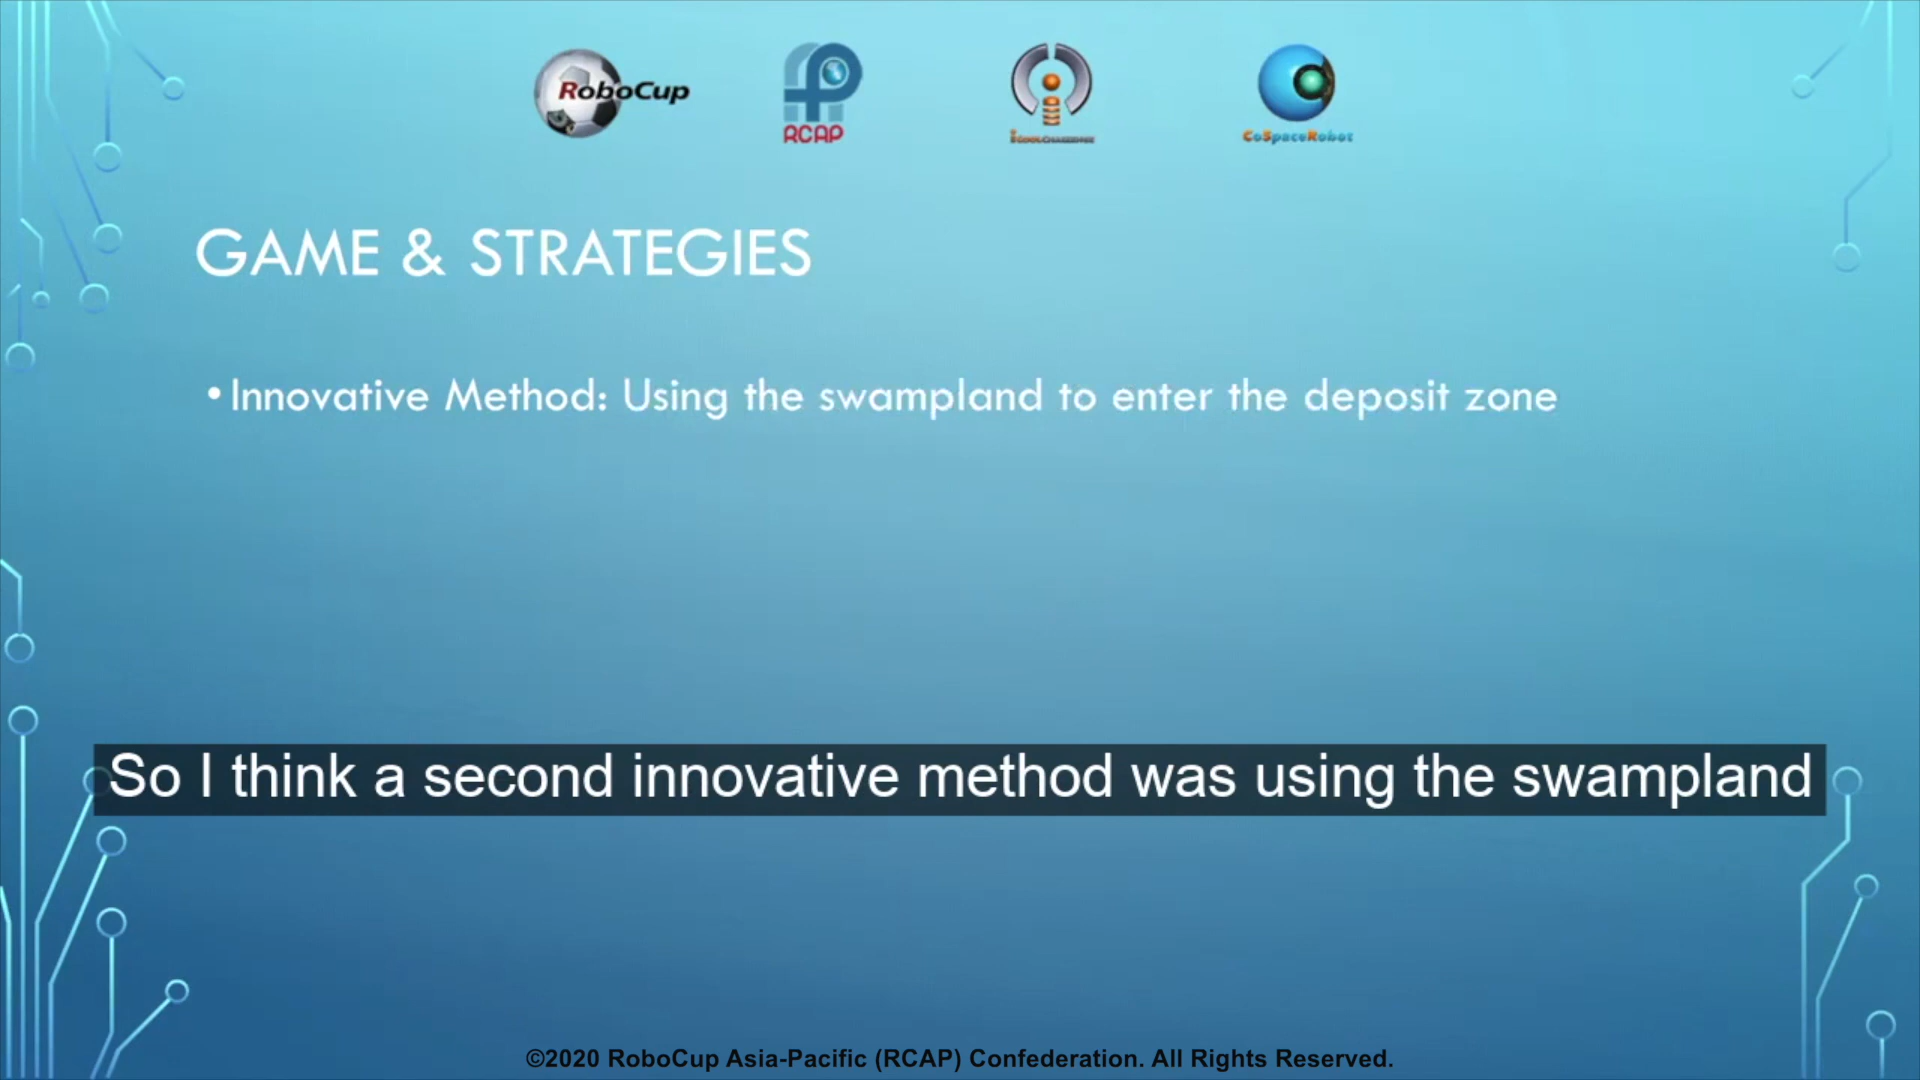 RoboCup
RCAP
CoSpaceRobot
GAME & STRATEGIES
• Innovative Method: Using the swampland to enter the deposit zone
So I think a second innovative method was using the swampland
©2020 RoboCup Asia-Pacific (RCAP) Confederation. All Rights Reserved.